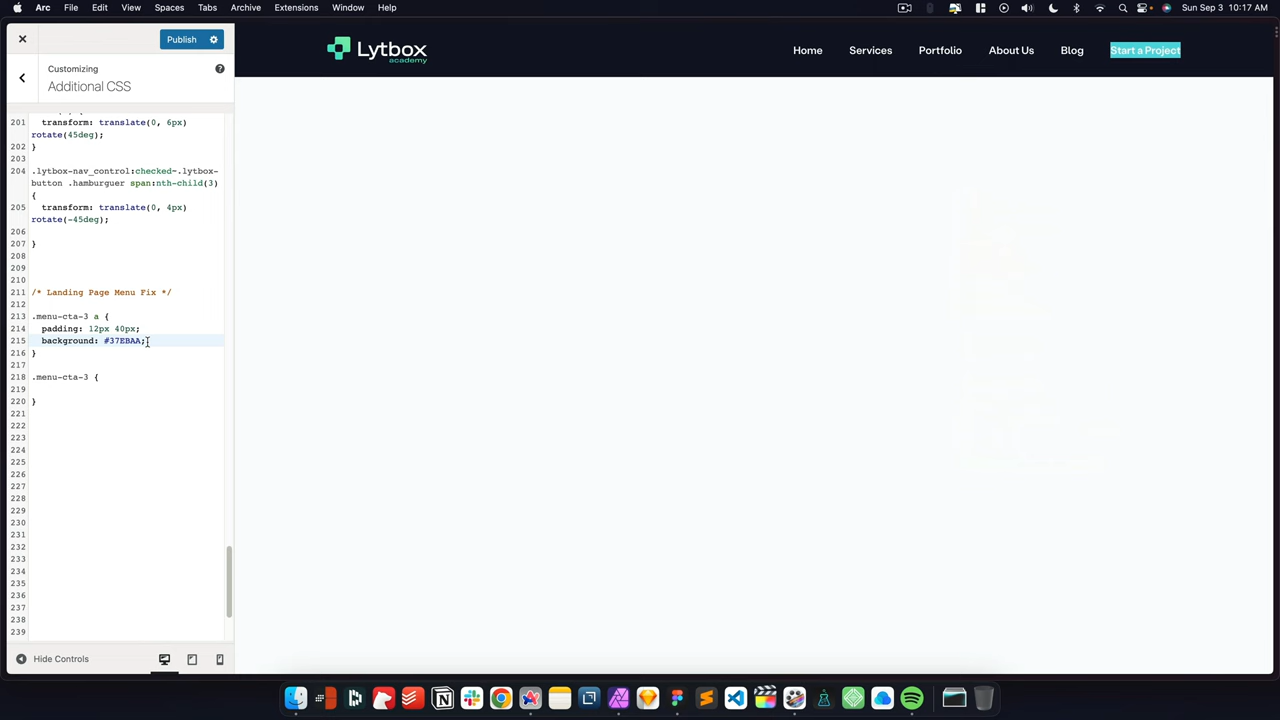 Arc File Edit View Spaces Tabs Archive Extensions Window Help Sun Sep 3 10:17 AM
Publish
Customizing
Additional CSS
Lytbox
academy
Home Services Portfolio About Us Blog Start a Project
201 transform: translate(0, 6px)
rotate(45deg);
202 }
203
204 .lytbox-nav_control:checked~.lytbox-
button .hamburguer span:nth-child(3)
{
205 transform: translate(0, 4px)
rotate(-45deg);
206
207 }
208
209
210
211 /* Landing Page Menu Fix */
212
213 .menu-cta-3 a {
214 padding: 12px 40px;
215 background: #37EBAA;
216 }
217
218 .menu-cta-3 {
219
220 }
221
222
223
224
225
226
227
228
229
230
231
232
233
234
235
236
237
238
239
Hide Controls